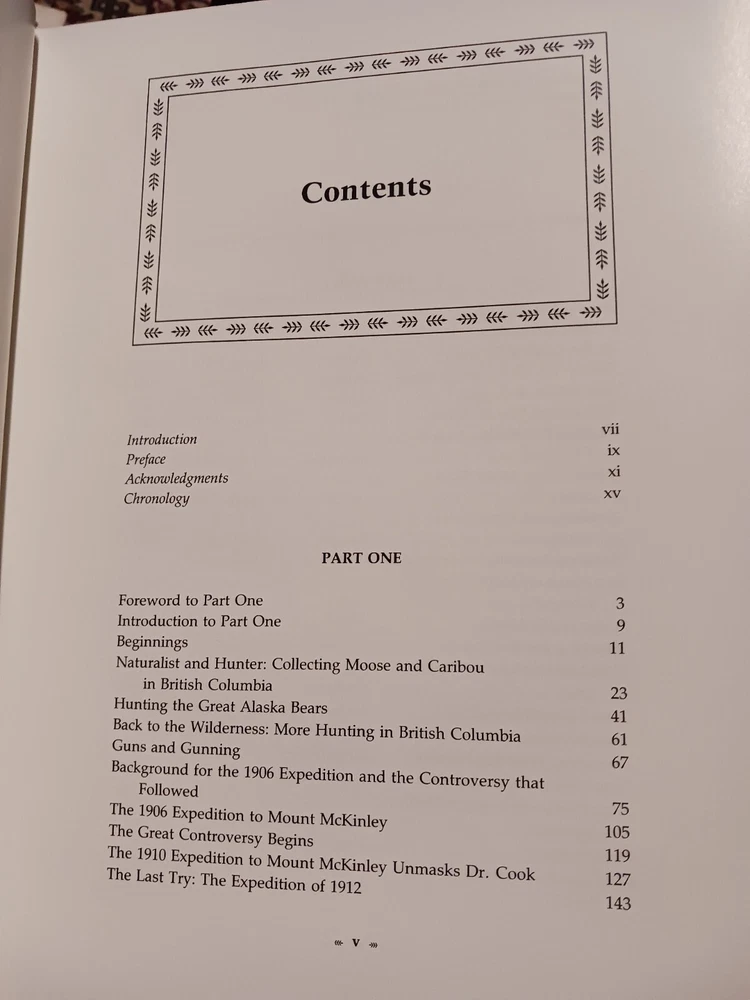 Contents
Introduction vii
Preface ix
Acknowledgments xi
Chronology xv
PART ONE
Foreword to Part One 3
Introduction to Part One 9
Beginnings 11
Naturalist and Hunter: Collecting Moose and Caribou
in British Columbia 23
Hunting the Great Alaska Bears 41
Back to the Wilderness: More Hunting in British Columbia 61
Guns and Gunning 67
Background for the 1906 Expedition and the Controversy that
Followed 75
The 1906 Expedition to Mount McKinley 105
The Great Controversy Begins 119
The 1910 Expedition to Mount McKinley Unmasks Dr. Cook 127
The Last Try: The Expedition of 1912 143
v